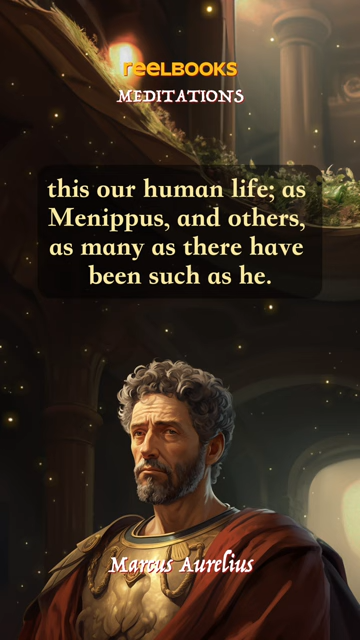 reelbooks
MEDITATIONS
this our human life; as
Menippus, and others,
as many as there have
been such as he.
Marcus Aurelius